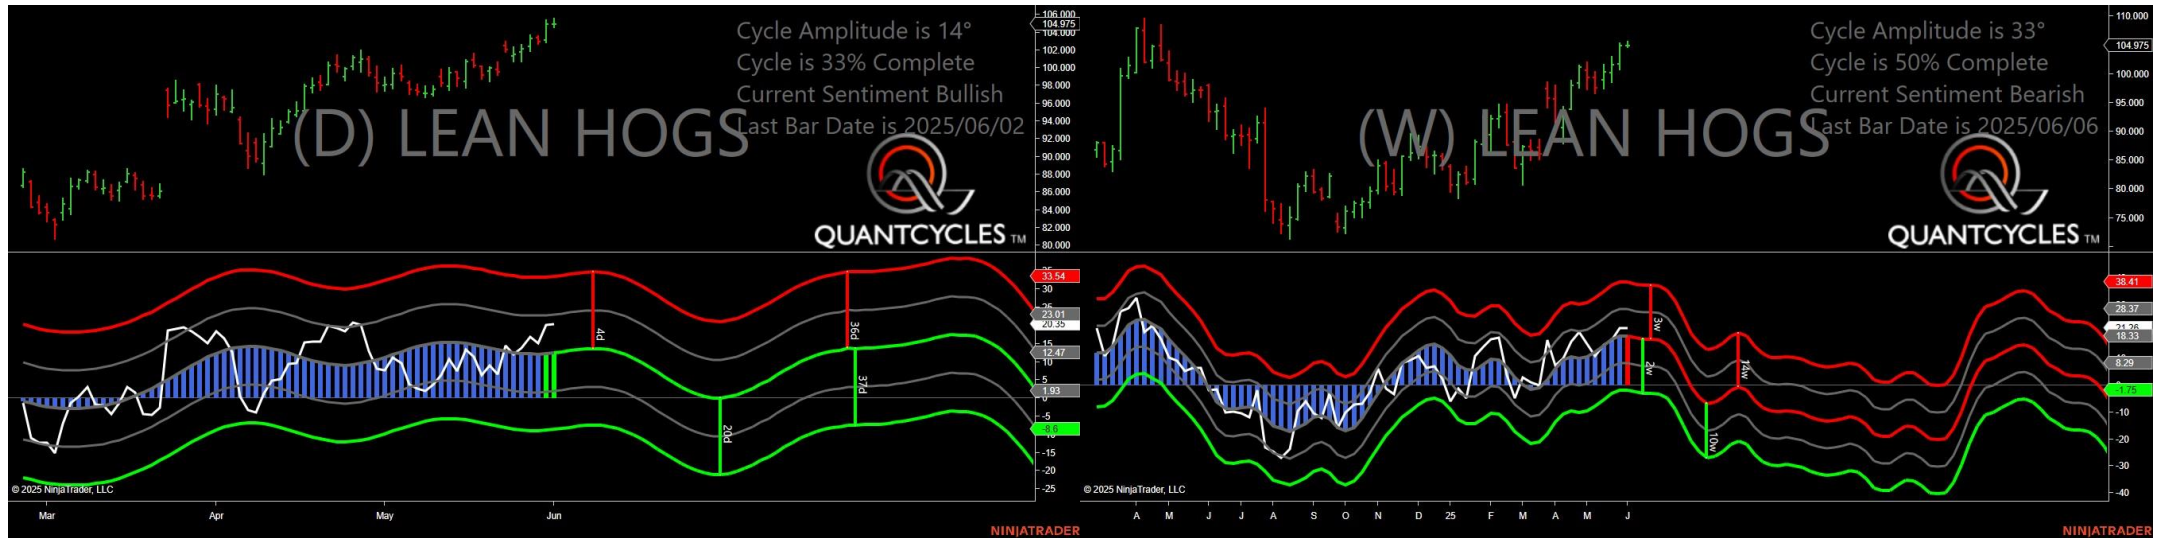 Cycle Amplitude is 14°
Cycle is 33% Complete
Current Sentiment Bullish
Last Bar Date is 2025/06/02
(D) LEAN HOGS
QUANTCYCLES TM
106.000
104.975
104.000
102.000
100.000
98.000
96.000
94.000
92.000
90.000
88.000
86.000
84.000
82.000
80.000
33.54
30
25
23.01
20.35
15
12.47
10
5
1.93
0
-5
-8.6
-10
-15
-20
-25
4d
20d
36d
37d
© 2025 NinjaTrader, LLC
Mar
Apr
May
Jun
NINJATRADER
Cycle Amplitude is 33°
Cycle is 50% Complete
Current Sentiment Bearish
Last Bar Date is 2025/06/06
(W) LEAN HOGS
QUANTCYCLES TM
110.000
104.975
100.000
95.000
90.000
85.000
80.000
75.000
38.41
28.37
21.26
18.33
8.29
-1.75
-10
-20
-30
-40
3w
2w
10w
14w
© 2025 NinjaTrader, LLC
A M J J A S O N D 25 F M A M J
NINJATRADER